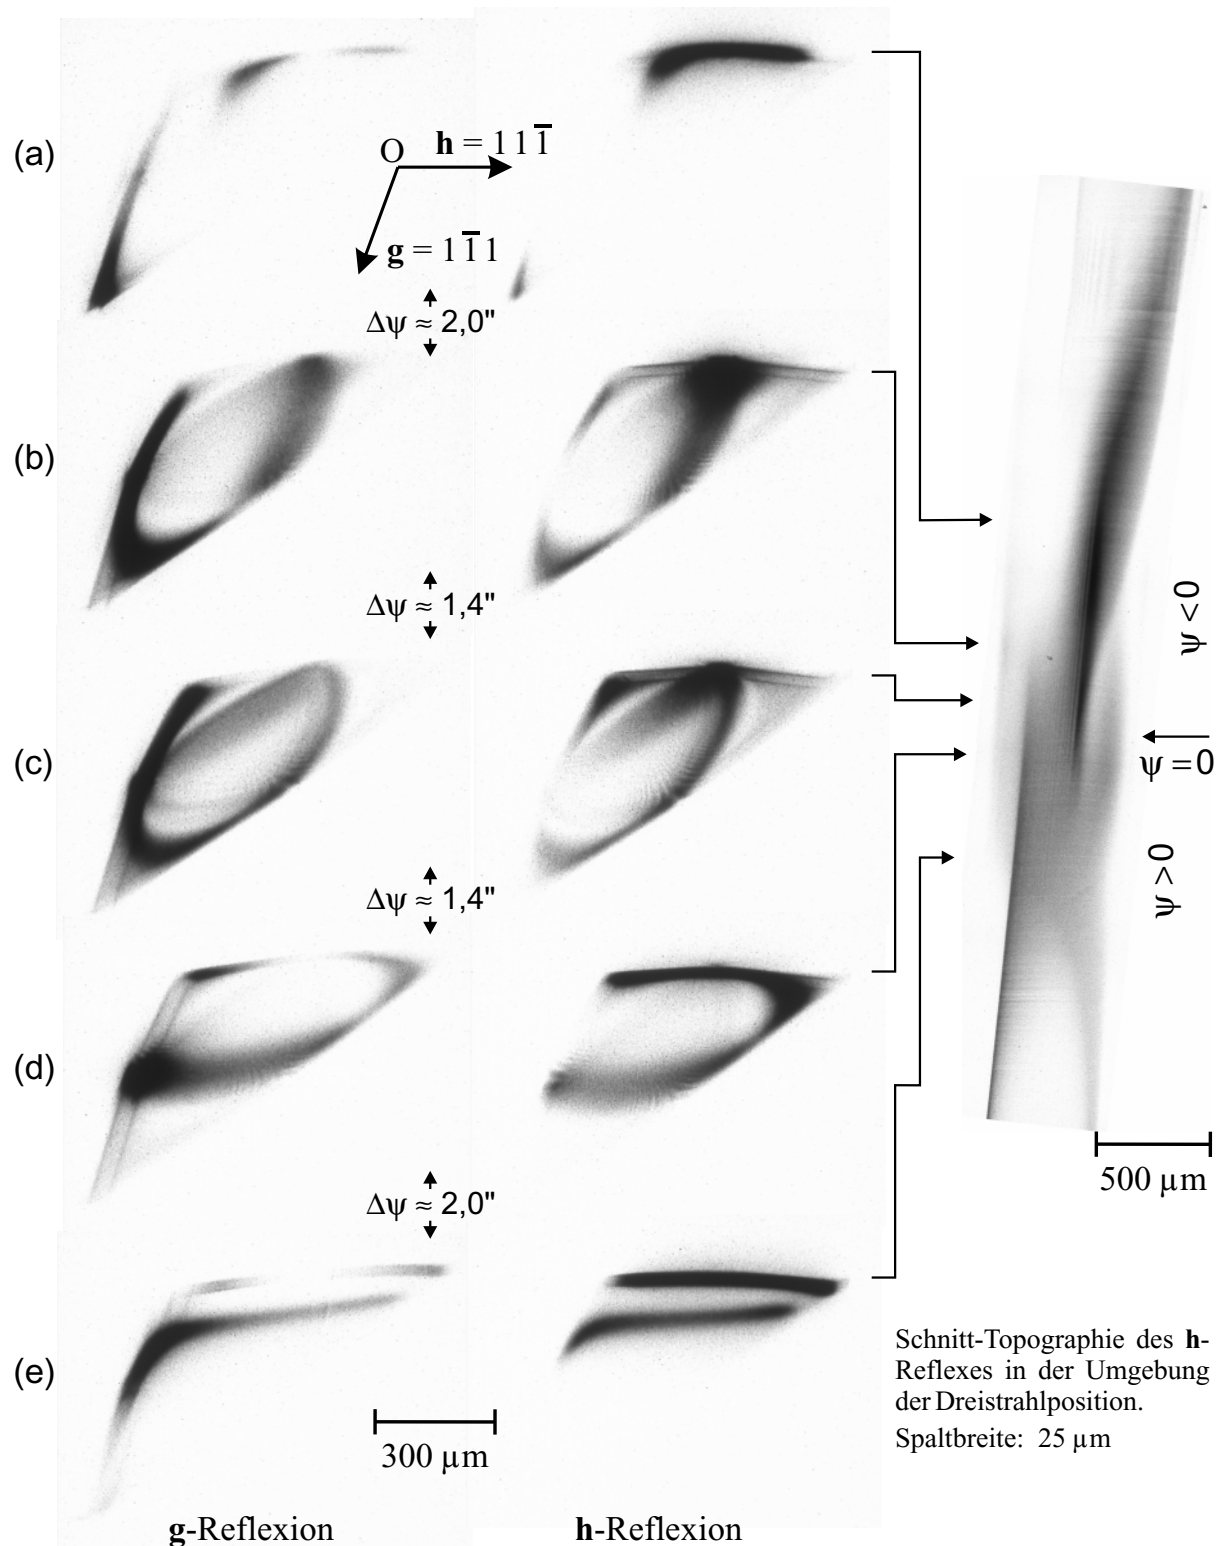 (a)
O
h = 1 1 1̅
g = 1 1̅ 1
Δψ ≈ 2,0"
(b)
Δψ ≈ 1,4"
(c)
Δψ ≈ 1,4"
(d)
Δψ ≈ 2,0"
(e)
300 µm
g-Reflexion
h-Reflexion
ψ < 0
ψ = 0
ψ > 0
500 µm
Schnitt-Topographie des h-
Reflexes in der Umgebung
der Dreistrahlposition.
Spaltbreite: 25 µm